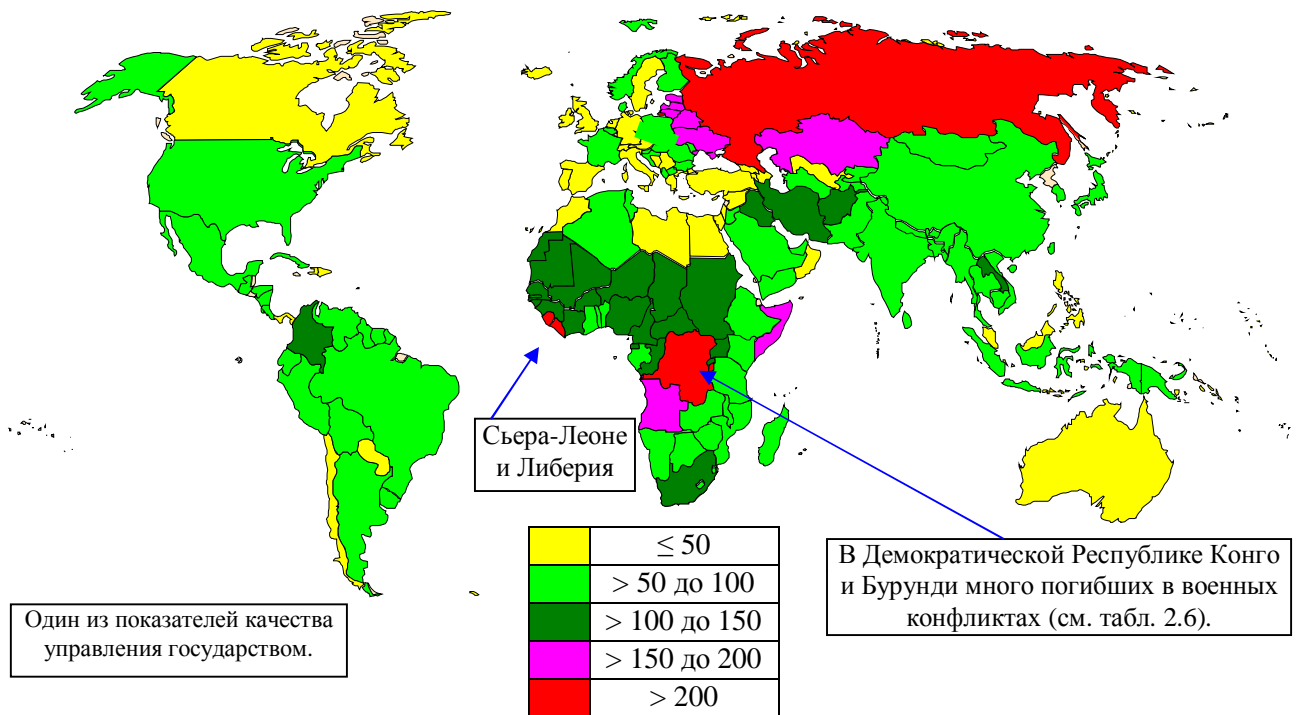 Сьера-Леоне
и Либерия
≤ 50
> 50 до 100
> 100 до 150
> 150 до 200
> 200
В Демократической Республике Конго
и Бурунди много погибших в военных
конфликтах (см. табл. 2.6).
Один из показателей качества
управления государством.